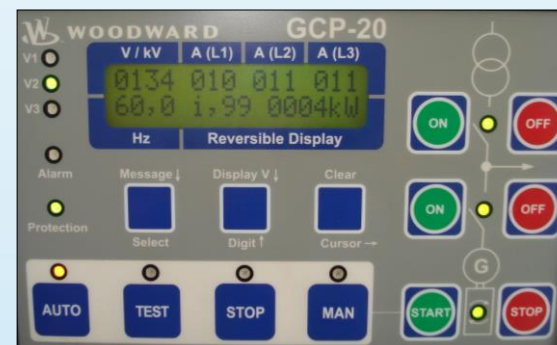 WOODWARD GCP-20
V / kV A (L1) A (L2) A (L3)
V1
V2
V3
0134 010 011 011
60,0 i,99 0004kW
Hz Reversible Display
ON OFF
Alarm
Message↓ Display V↓ Clear
Protection
Select Digit↑ Cursor→
ON OFF
G
AUTO TEST STOP MAN START STOP